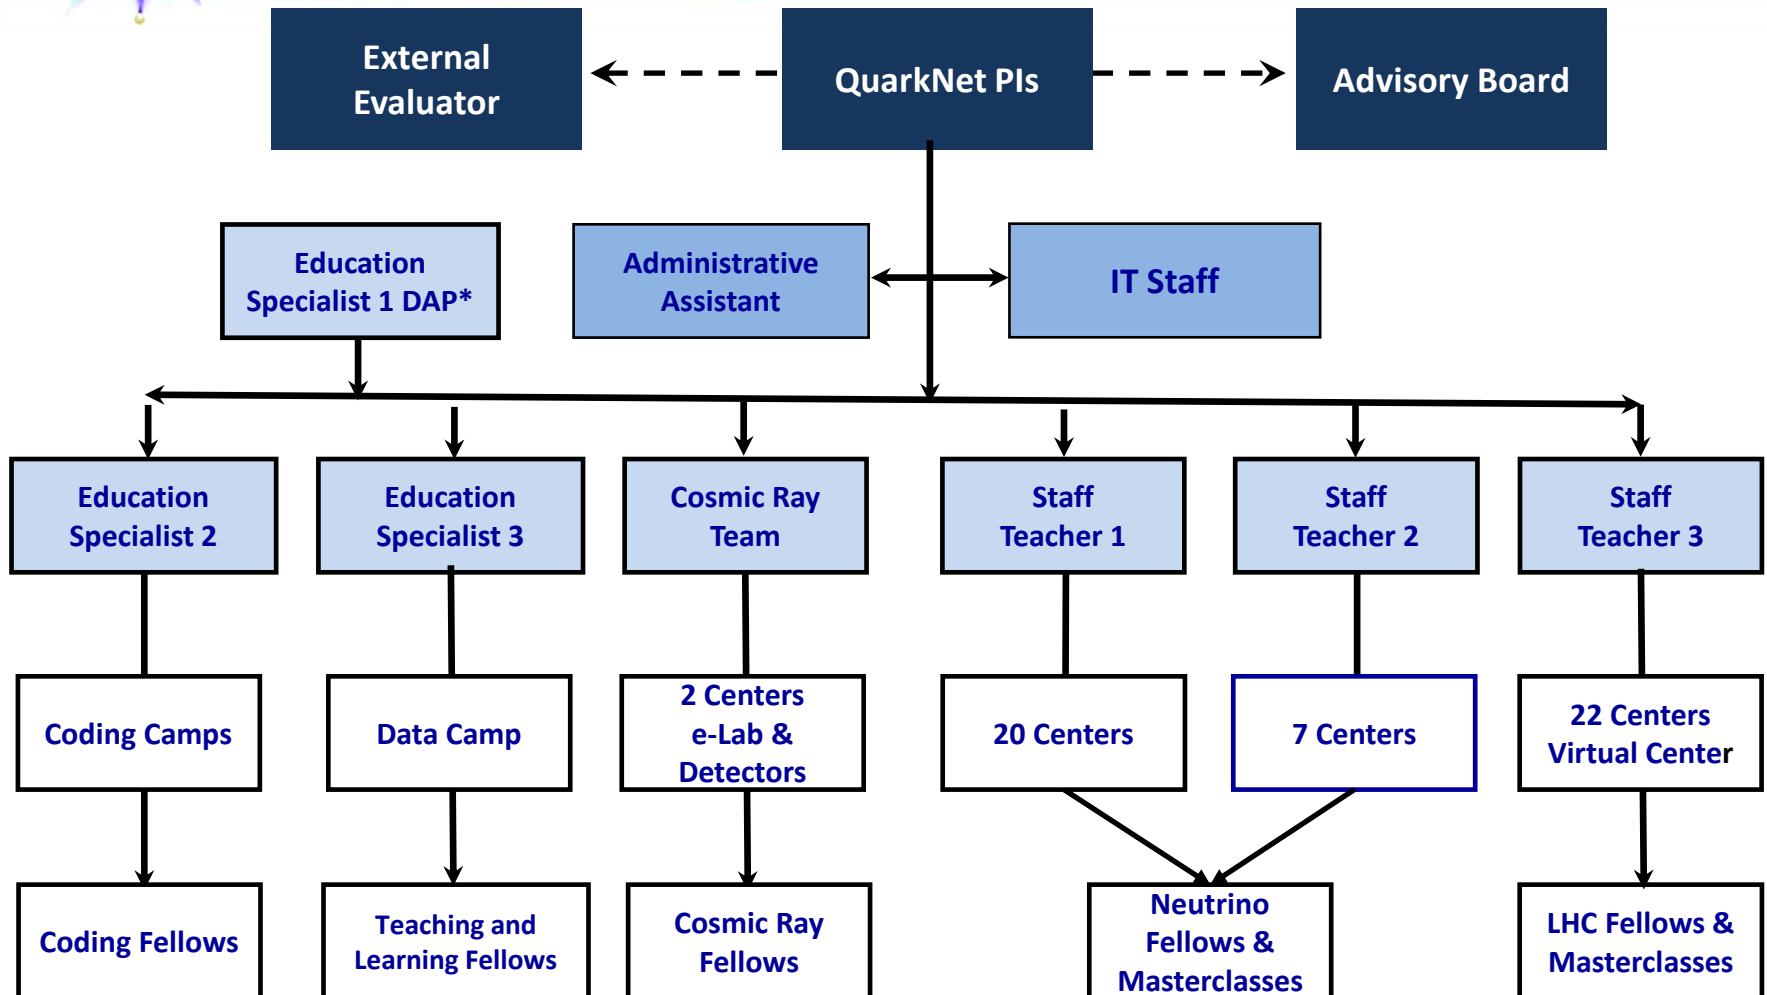 External
Evaluator
QuarkNet PIs
Advisory Board
Education
Specialist 1 DAP*
Administrative
Assistant
IT Staff
Education
Specialist 2
Education
Specialist 3
Cosmic Ray
Team
Staff
Teacher 1
Staff
Teacher 2
Staff
Teacher 3
Coding Camps
Data Camp
2 Centers
e-Lab &
Detectors
20 Centers
7 Centers
22 Centers
Virtual Center
Coding Fellows
Teaching and
Learning Fellows
Cosmic Ray
Fellows
Neutrino
Fellows &
Masterclasses
LHC Fellows &
Masterclasses